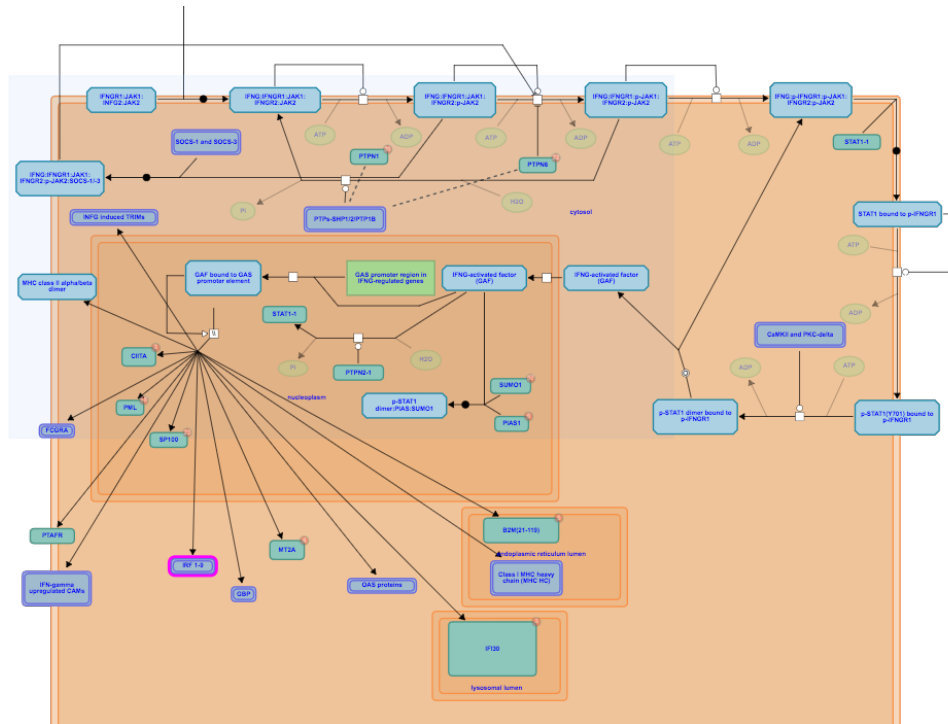 IFNGR1:JAK1:
INFG2:JAK2
IFNG:IFNGR1:JAK1:
IFNGR2:JAK2
IFNG:IFNGR1:JAK1:
IFNGR2:p-JAK2
IFNG:IFNGR1:p-JAK1:
IFNGR2:p-JAK2
IFNG:p-IFNGR1:p-JAK1:
IFNGR2:p-JAK2
ATP
ADP
ATP
ADP
ATP
ADP
SOCS-1 and SOCS-3
PTPN1
PTPN6
STAT1-1
IFNG:IFNGR1:JAK1:
IFNGR2:p-JAK2:SOCS-1/-3
Pi
H2O
PTPs-SHP1/2/PTP1B
cytosol
INFG induced TRIMs
STAT1 bound to p-IFNGR1
ATP
MHC class II alpha/beta
dimer
GAF bound to GAS
promoter element
GAS promoter region in
IFNG-regulated genes
IFNG-activated factor
(GAF)
IFNG-activated factor
(GAF)
ADP
STAT1-1
CaMKII and PKC-delta
CIITA
Pi
PTPN2-1
H2O
ADP
ATP
SUMO1
nucleoplasm
PML
p-STAT1
dimer:PIAS:SUMO1
PIAS1
p-STAT1 dimer bound to
p-IFNGR1
p-STAT1(Y701) bound to
p-IFNGR1
FCGRA
SP100
PTAFR
B2M(21-119)
MT2A
endoplasmic reticulum lumen
IRF 1-9
Class I MHC heavy
chain (MHC HC)
IFN-gamma
upregulated CAMs
GBP
OAS proteins
IFI30
lysosomal lumen